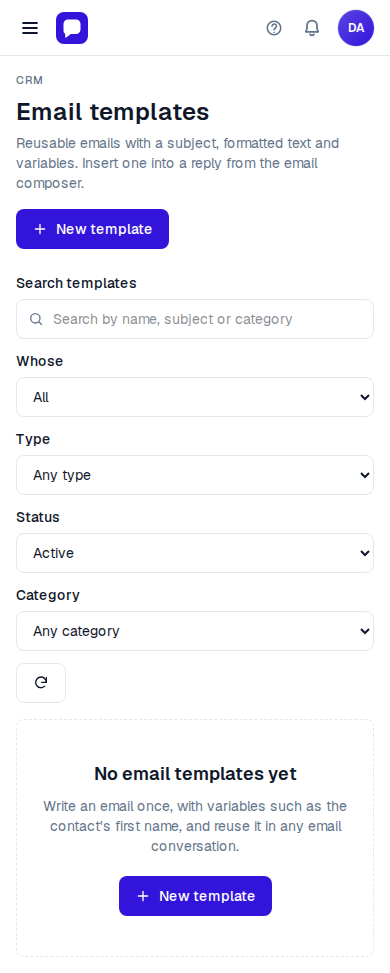 DA
CRM
Email templates
Reusable emails with a subject, formatted text and
variables. Insert one into a reply from the email
composer.
New template
Search templates
Search by name, subject or category
Whose
All
Type
Any type
Status
Active
Category
Any category
No email templates yet
Write an email once, with variables such as the
contact's first name, and reuse it in any email
conversation.
New template